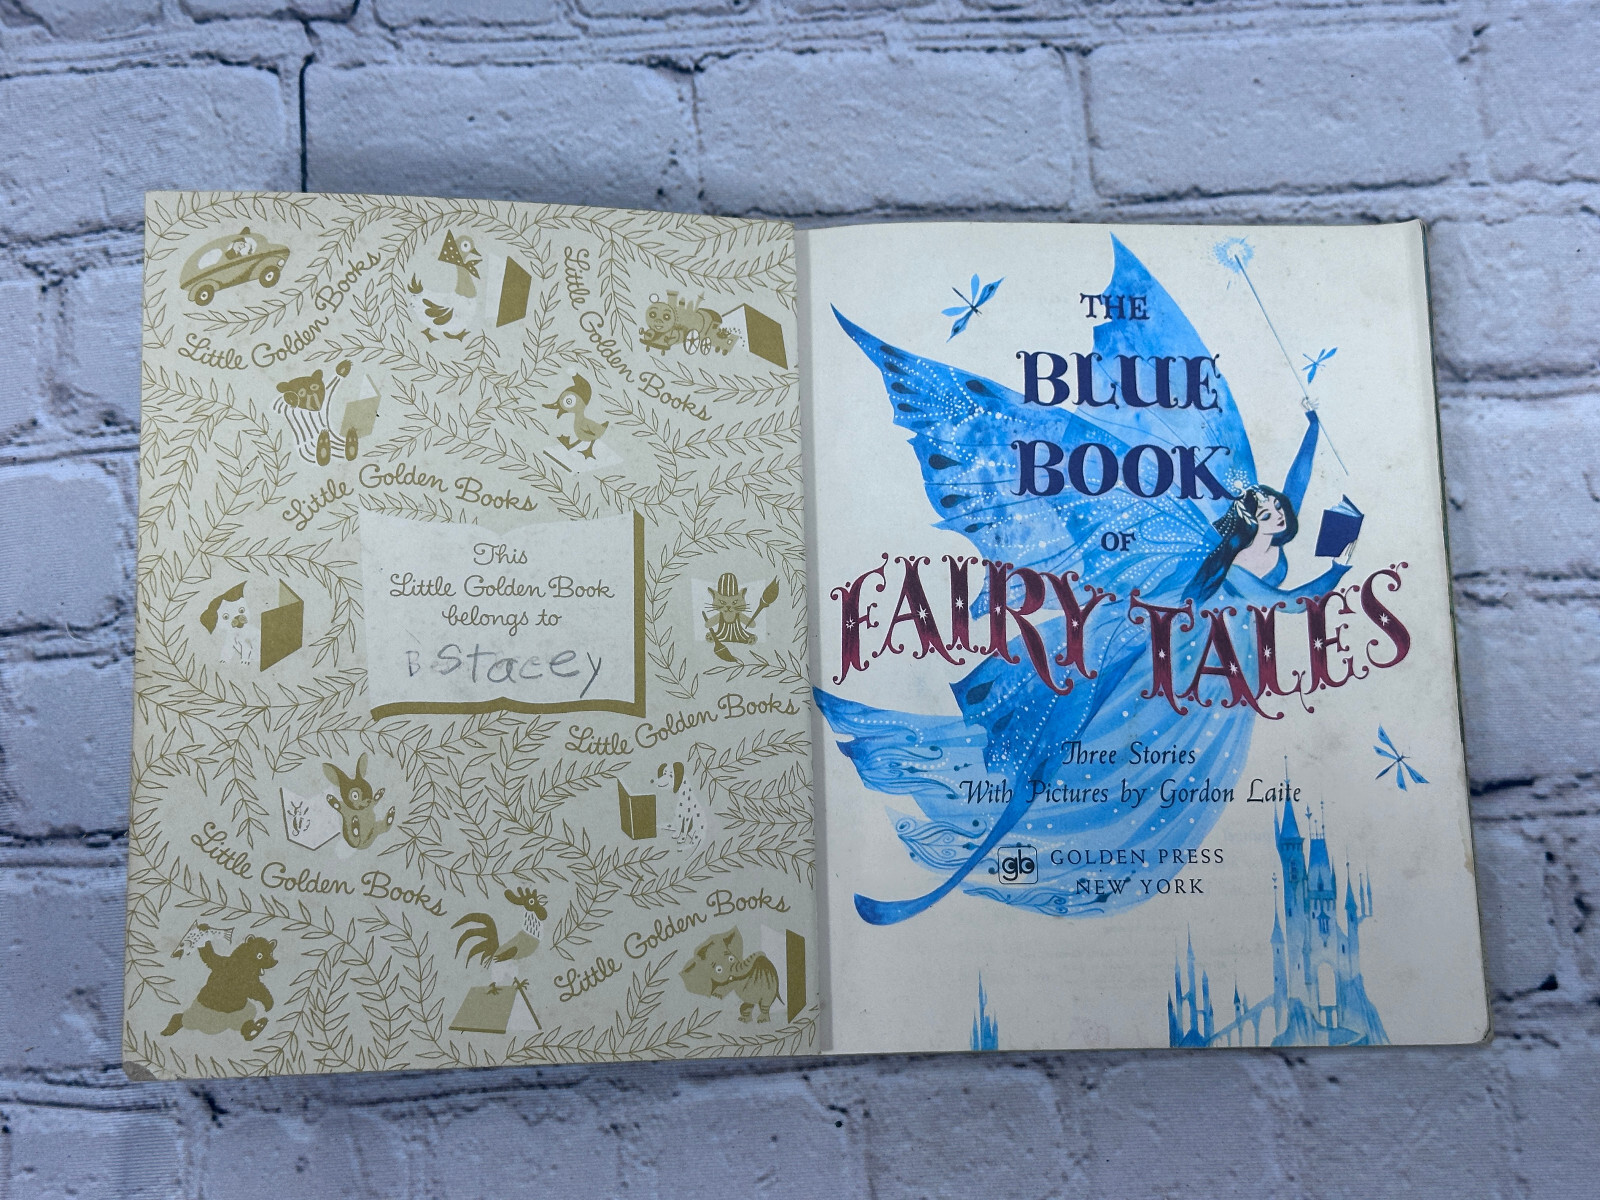 Little Golden Books
Little Golden Books
Little Golden Books
This
Little Golden Book
belongs to
B Stacey
Little Golden Books
Little Golden Books
Little Golden Books
THE
BLUE
BOOK
OF
FAIRY TALES
Three Stories
With Pictures by Gordon Laite
gb GOLDEN PRESS
NEW YORK